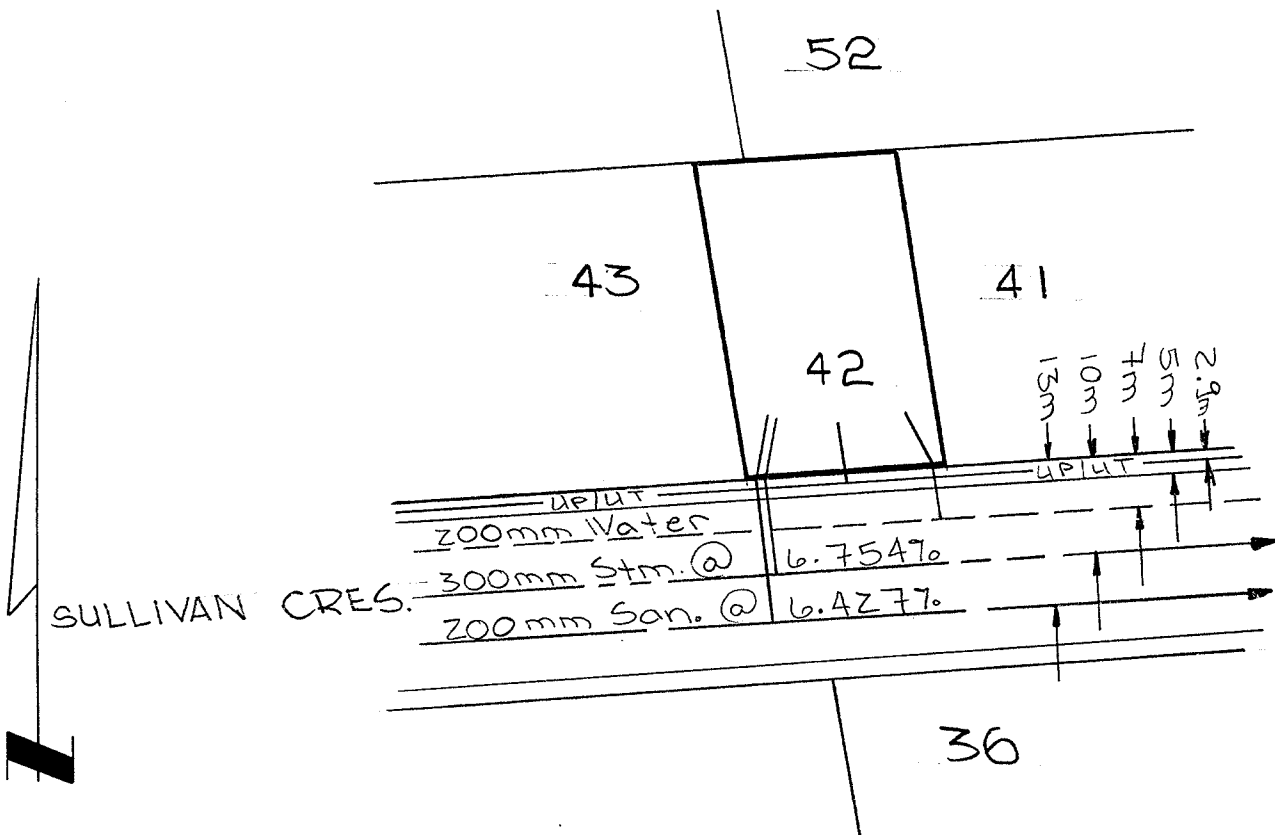 52
43
41
42
13m
10m
7m
5m
2.9m
UP/UT
UP/UT
200mm Water
300mm Stm. @ 6.754%
200mm San. @ 6.427%
SULLIVAN CRES.
36